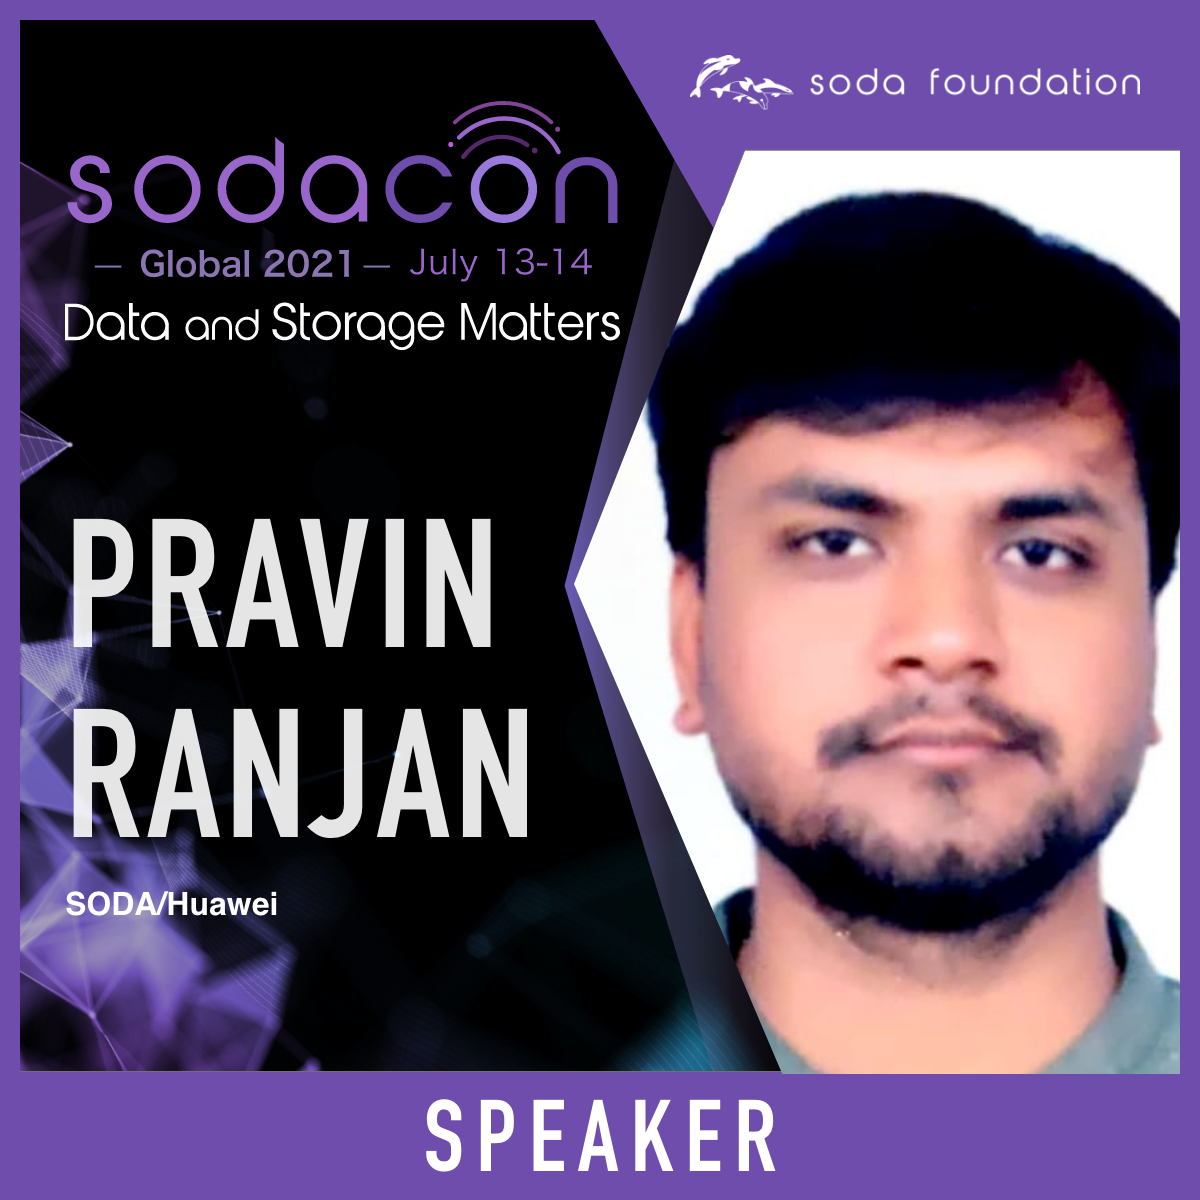 soda foundation
sodacon
— Global 2021 — July 13-14
Data and Storage Matters
PRAVIN
RANJAN
SODA/Huawei
SPEAKER